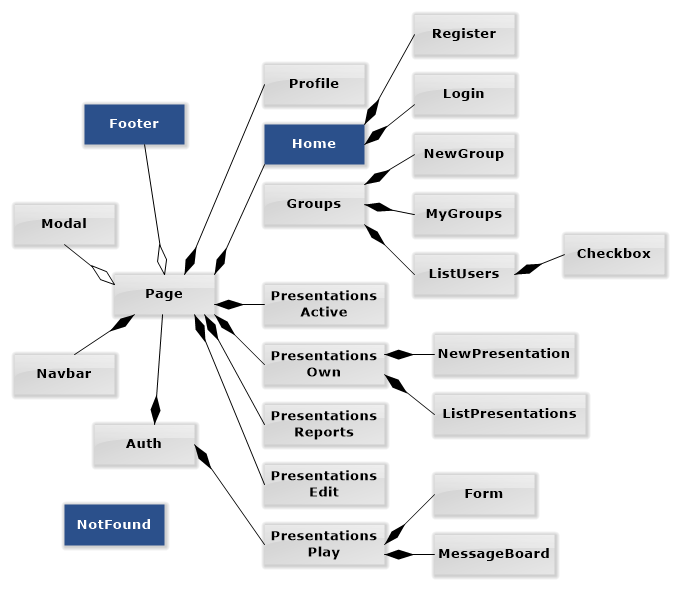 Register
Profile
Login
Footer
Home
NewGroup
Groups
MyGroups
Modal
ListUsers
Checkbox
Page
Presentations
Active
Presentations
Own
NewPresentation
Navbar
ListPresentations
Presentations
Reports
Auth
Presentations
Edit
Form
NotFound
Presentations
Play
MessageBoard